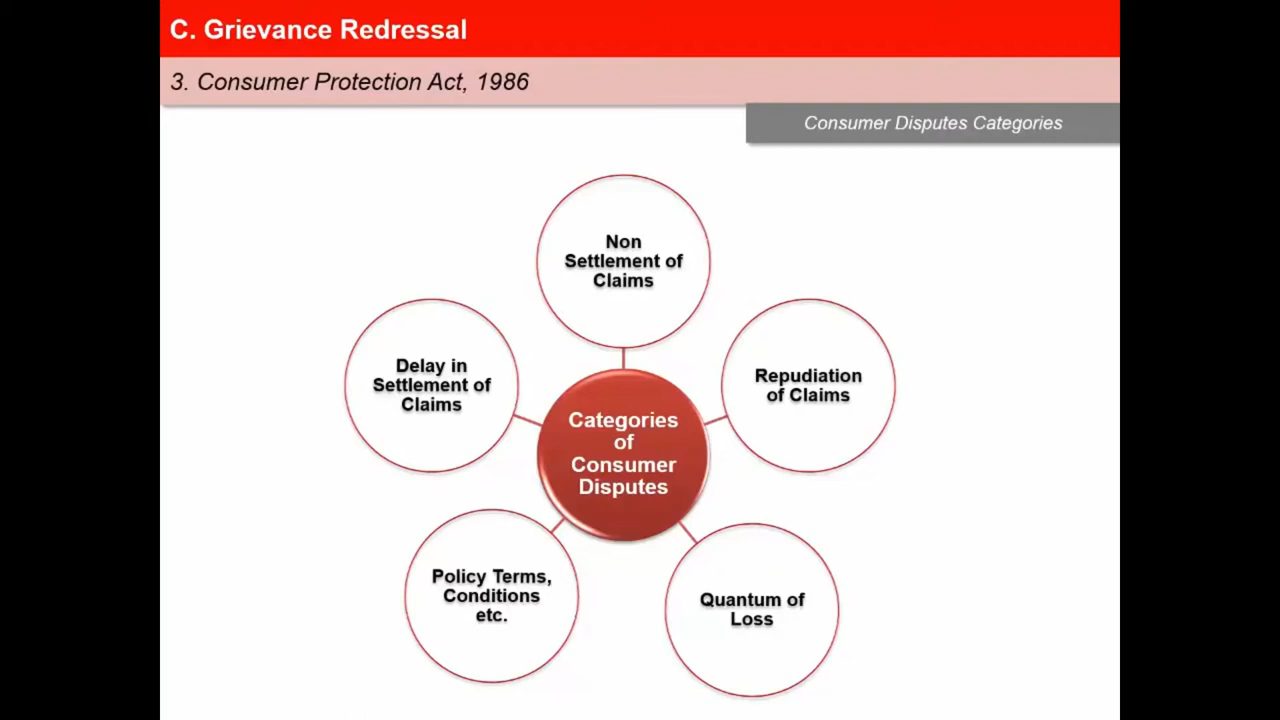 C. Grievance Redressal
3. Consumer Protection Act, 1986
Consumer Disputes Categories
Non
Settlement of
Claims
Delay in
Settlement of
Claims
Repudiation
of Claims
Categories
of
Consumer
Disputes
Policy Terms,
Conditions
etc.
Quantum of
Loss